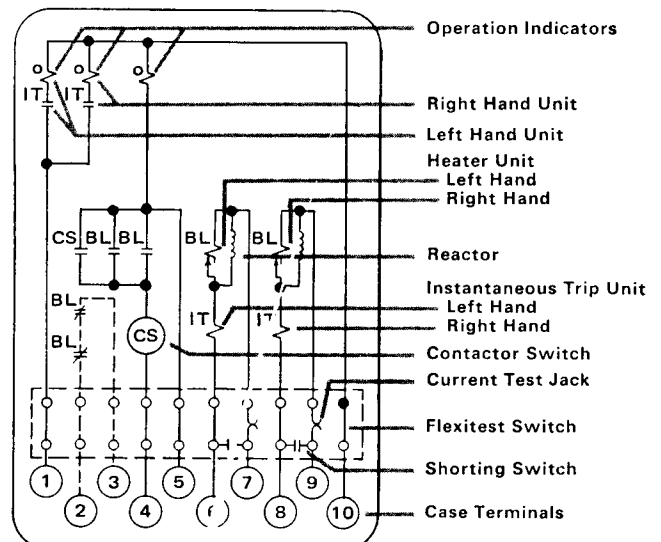 Operation Indicators
o o o
IT IT
Right Hand Unit
Left Hand Unit
Heater Unit
Left Hand
Right Hand
CS BL BL BL BL
Reactor
Instantaneous Trip Unit
BL
IT
Left Hand
Right Hand
BL CS
Contactor Switch
Current Test Jack
Flexitest Switch
Shorting Switch
1 3 5 7 9
2 4 8 10
Case Terminals